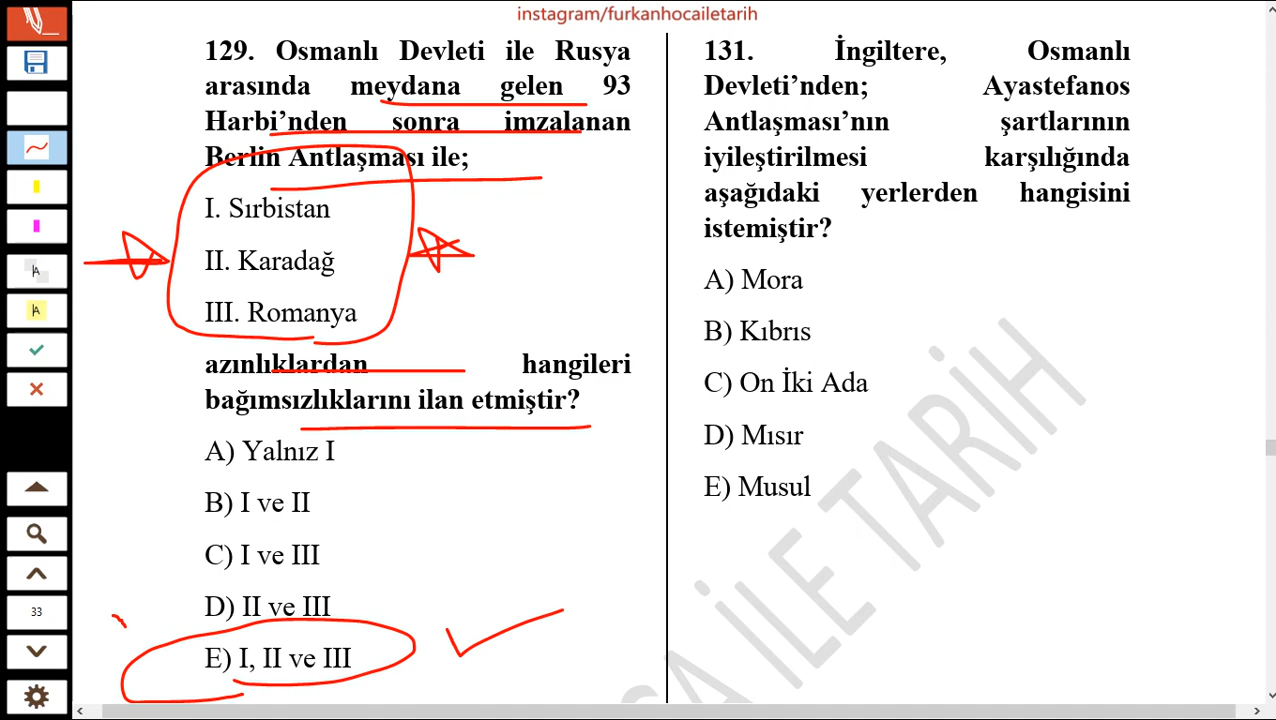 instagram/furkanhocailetarih
129. Osmanlı Devleti ile Rusya
arasında meydana gelen 93
Harbi'nden sonra imzalanan
Berlin Antlaşması ile;
I. Sırbistan
II. Karadağ
III. Romanya
azınlıklardan hangileri
bağımsızlıklarını ilan etmiştir?
A) Yalnız I
B) I ve II
C) I ve III
D) II ve III
E) I, II ve III
131. İngiltere, Osmanlı
Devleti'nden; Ayastefanos
Antlaşması'nın şartlarının
iyileştirilmesi karşılığında
aşağıdaki yerlerden hangisini
istemiştir?
A) Mora
B) Kıbrıs
C) On İki Ada
D) Mısır
E) Musul
İLE TARİH
33